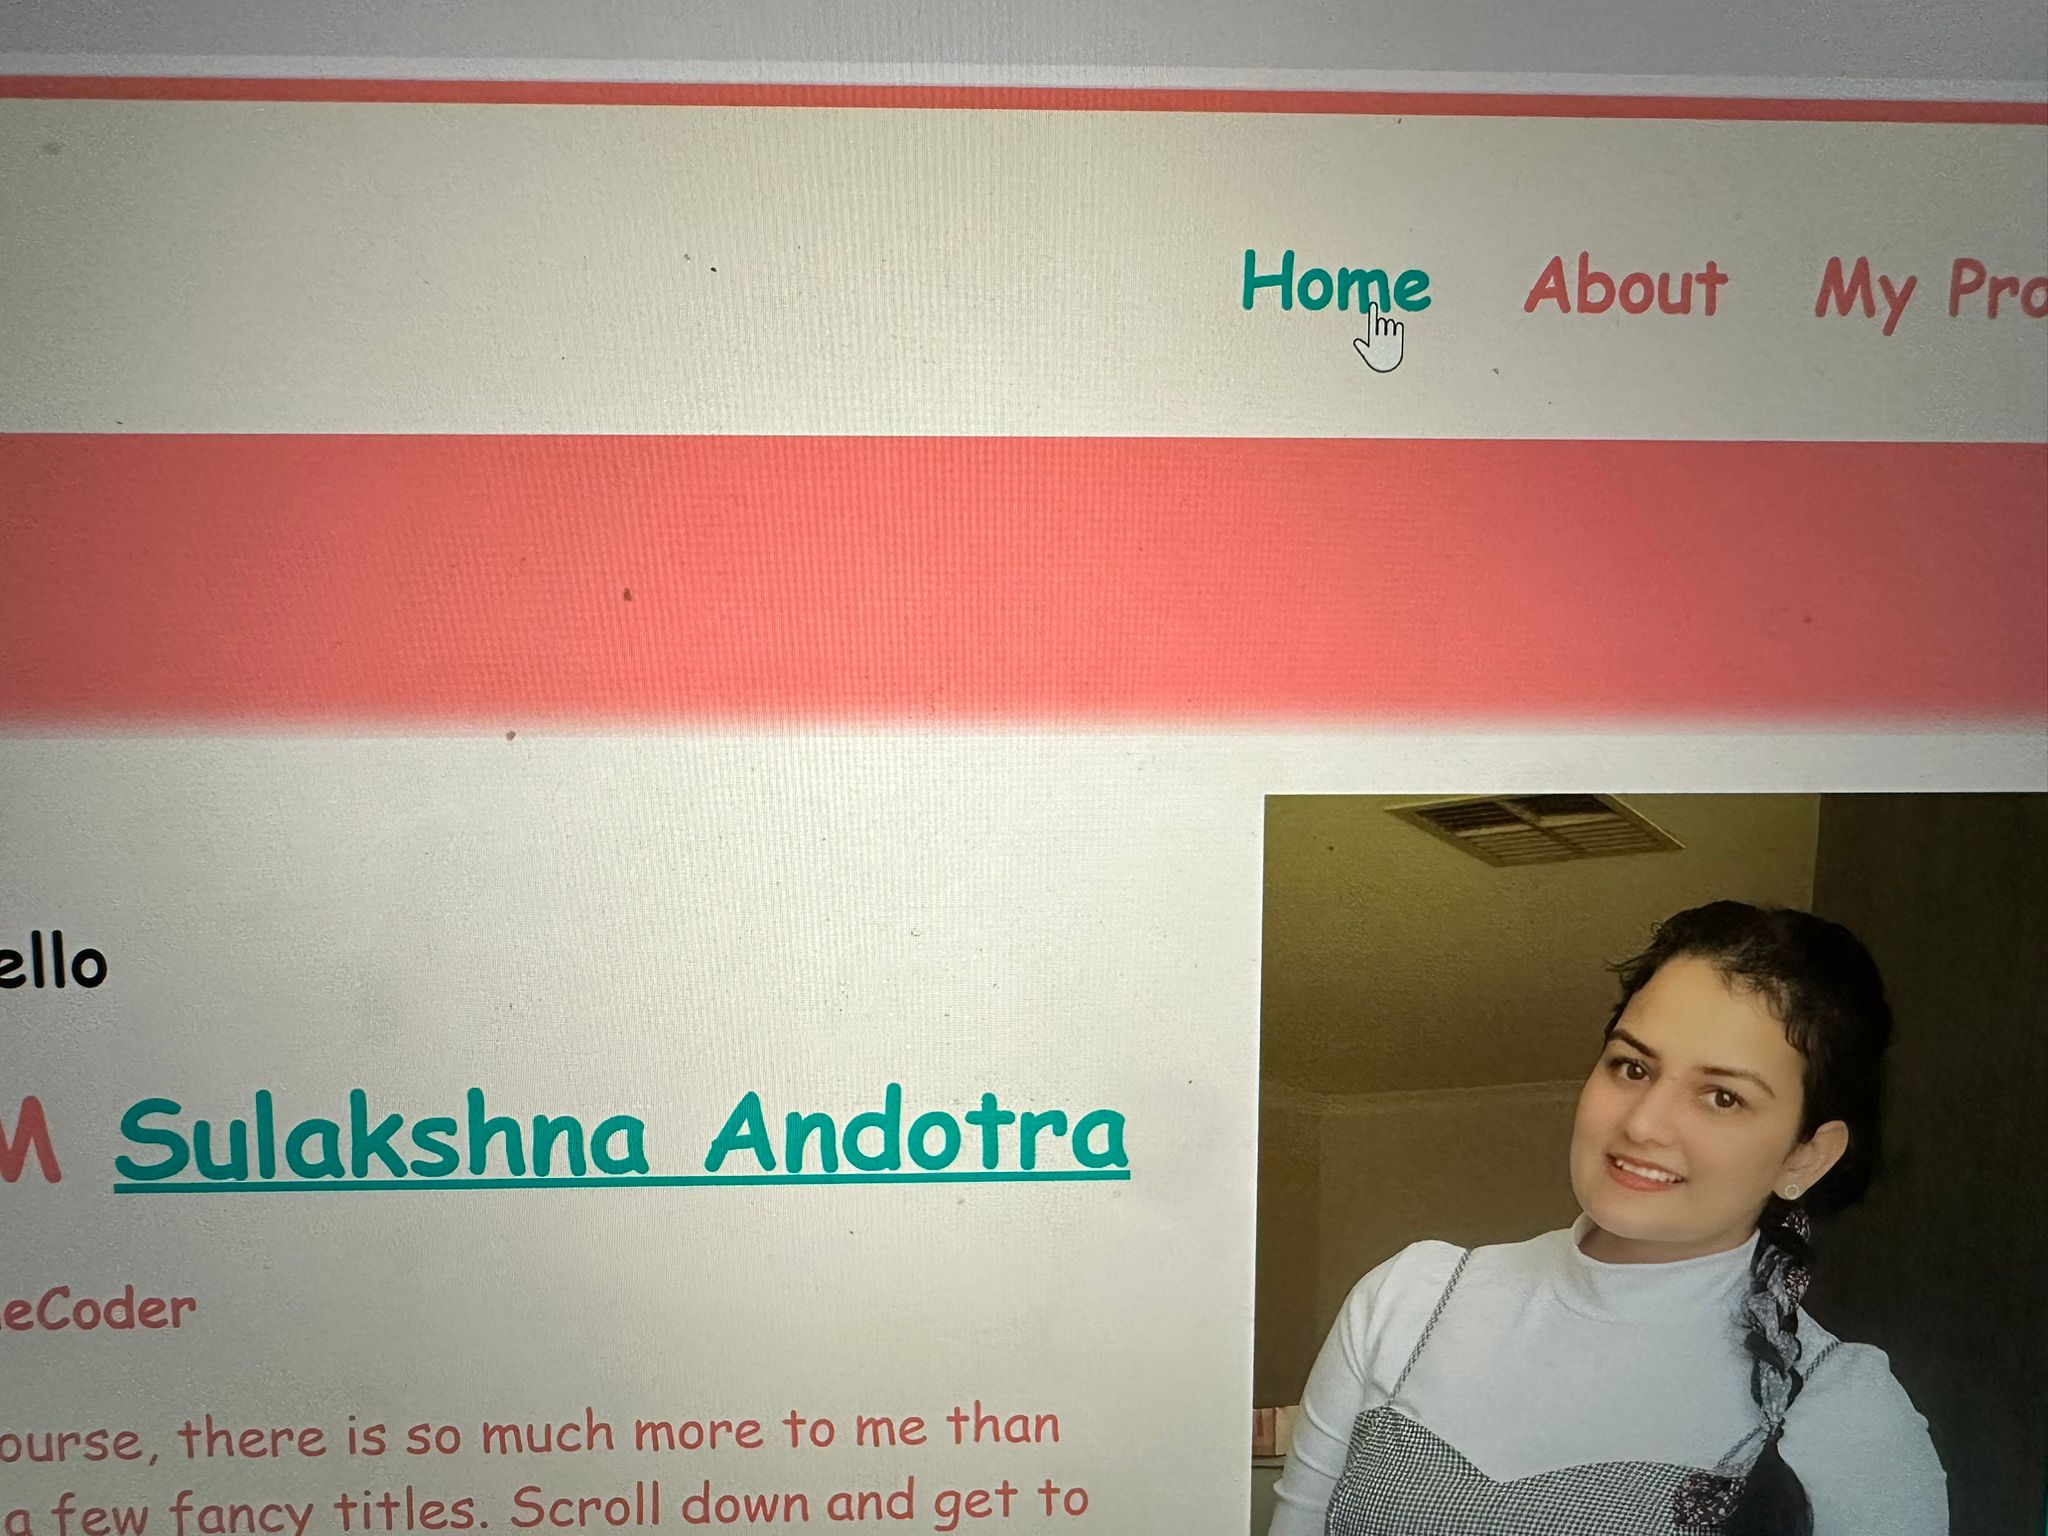 Home About My Pro
ello
M Sulakshna Andotra
eCoder
ourse, there is so much more to me than
a few fancy titles. Scroll down and get to